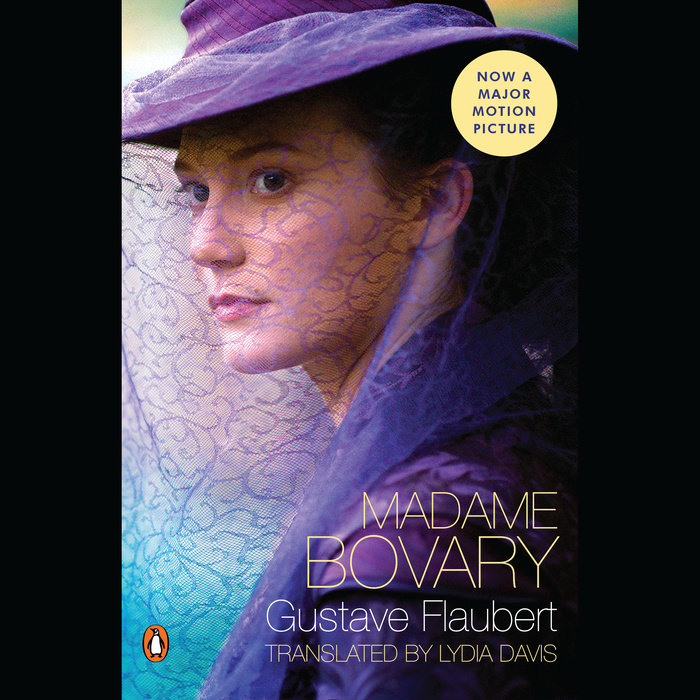 NOW A
MAJOR
MOTION
PICTURE
MADAME
BOVARY
Gustave Flaubert
TRANSLATED BY LYDIA DAVIS